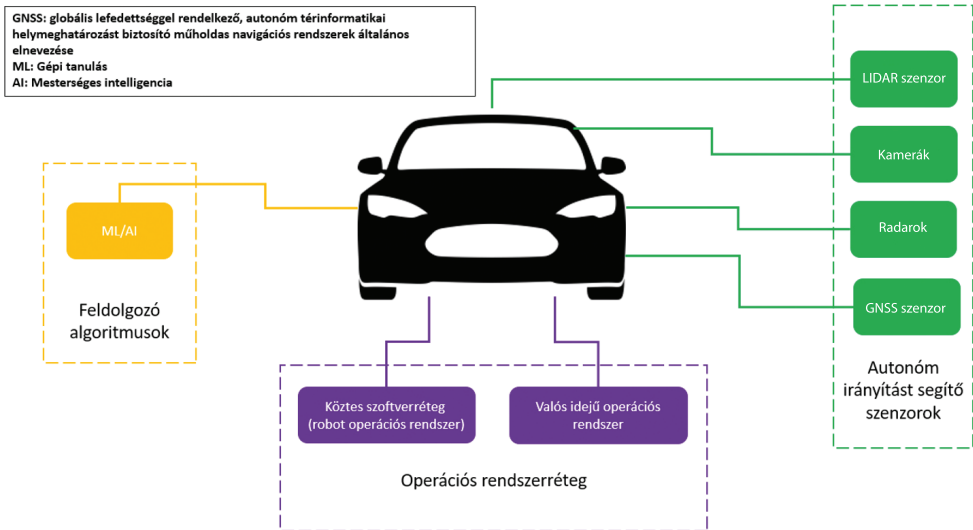 GNSS: globális lefedettséggel rendelkező, autonóm térinformatikai
helymeghatározást biztosító műholdas navigációs rendszerek általános
elnevezése
ML: Gépi tanulás
AI: Mesterséges intelligencia
LIDAR szenzor
Kamerák
Radarok
GNSS szenzor
Autonóm
irányítást segítő
szenzorok
ML/AI
Feldolgozó
algoritmusok
Köztes szoftverréteg
(robot operációs rendszer)
Valós idejű operációs
rendszer
Operációs rendszerréteg